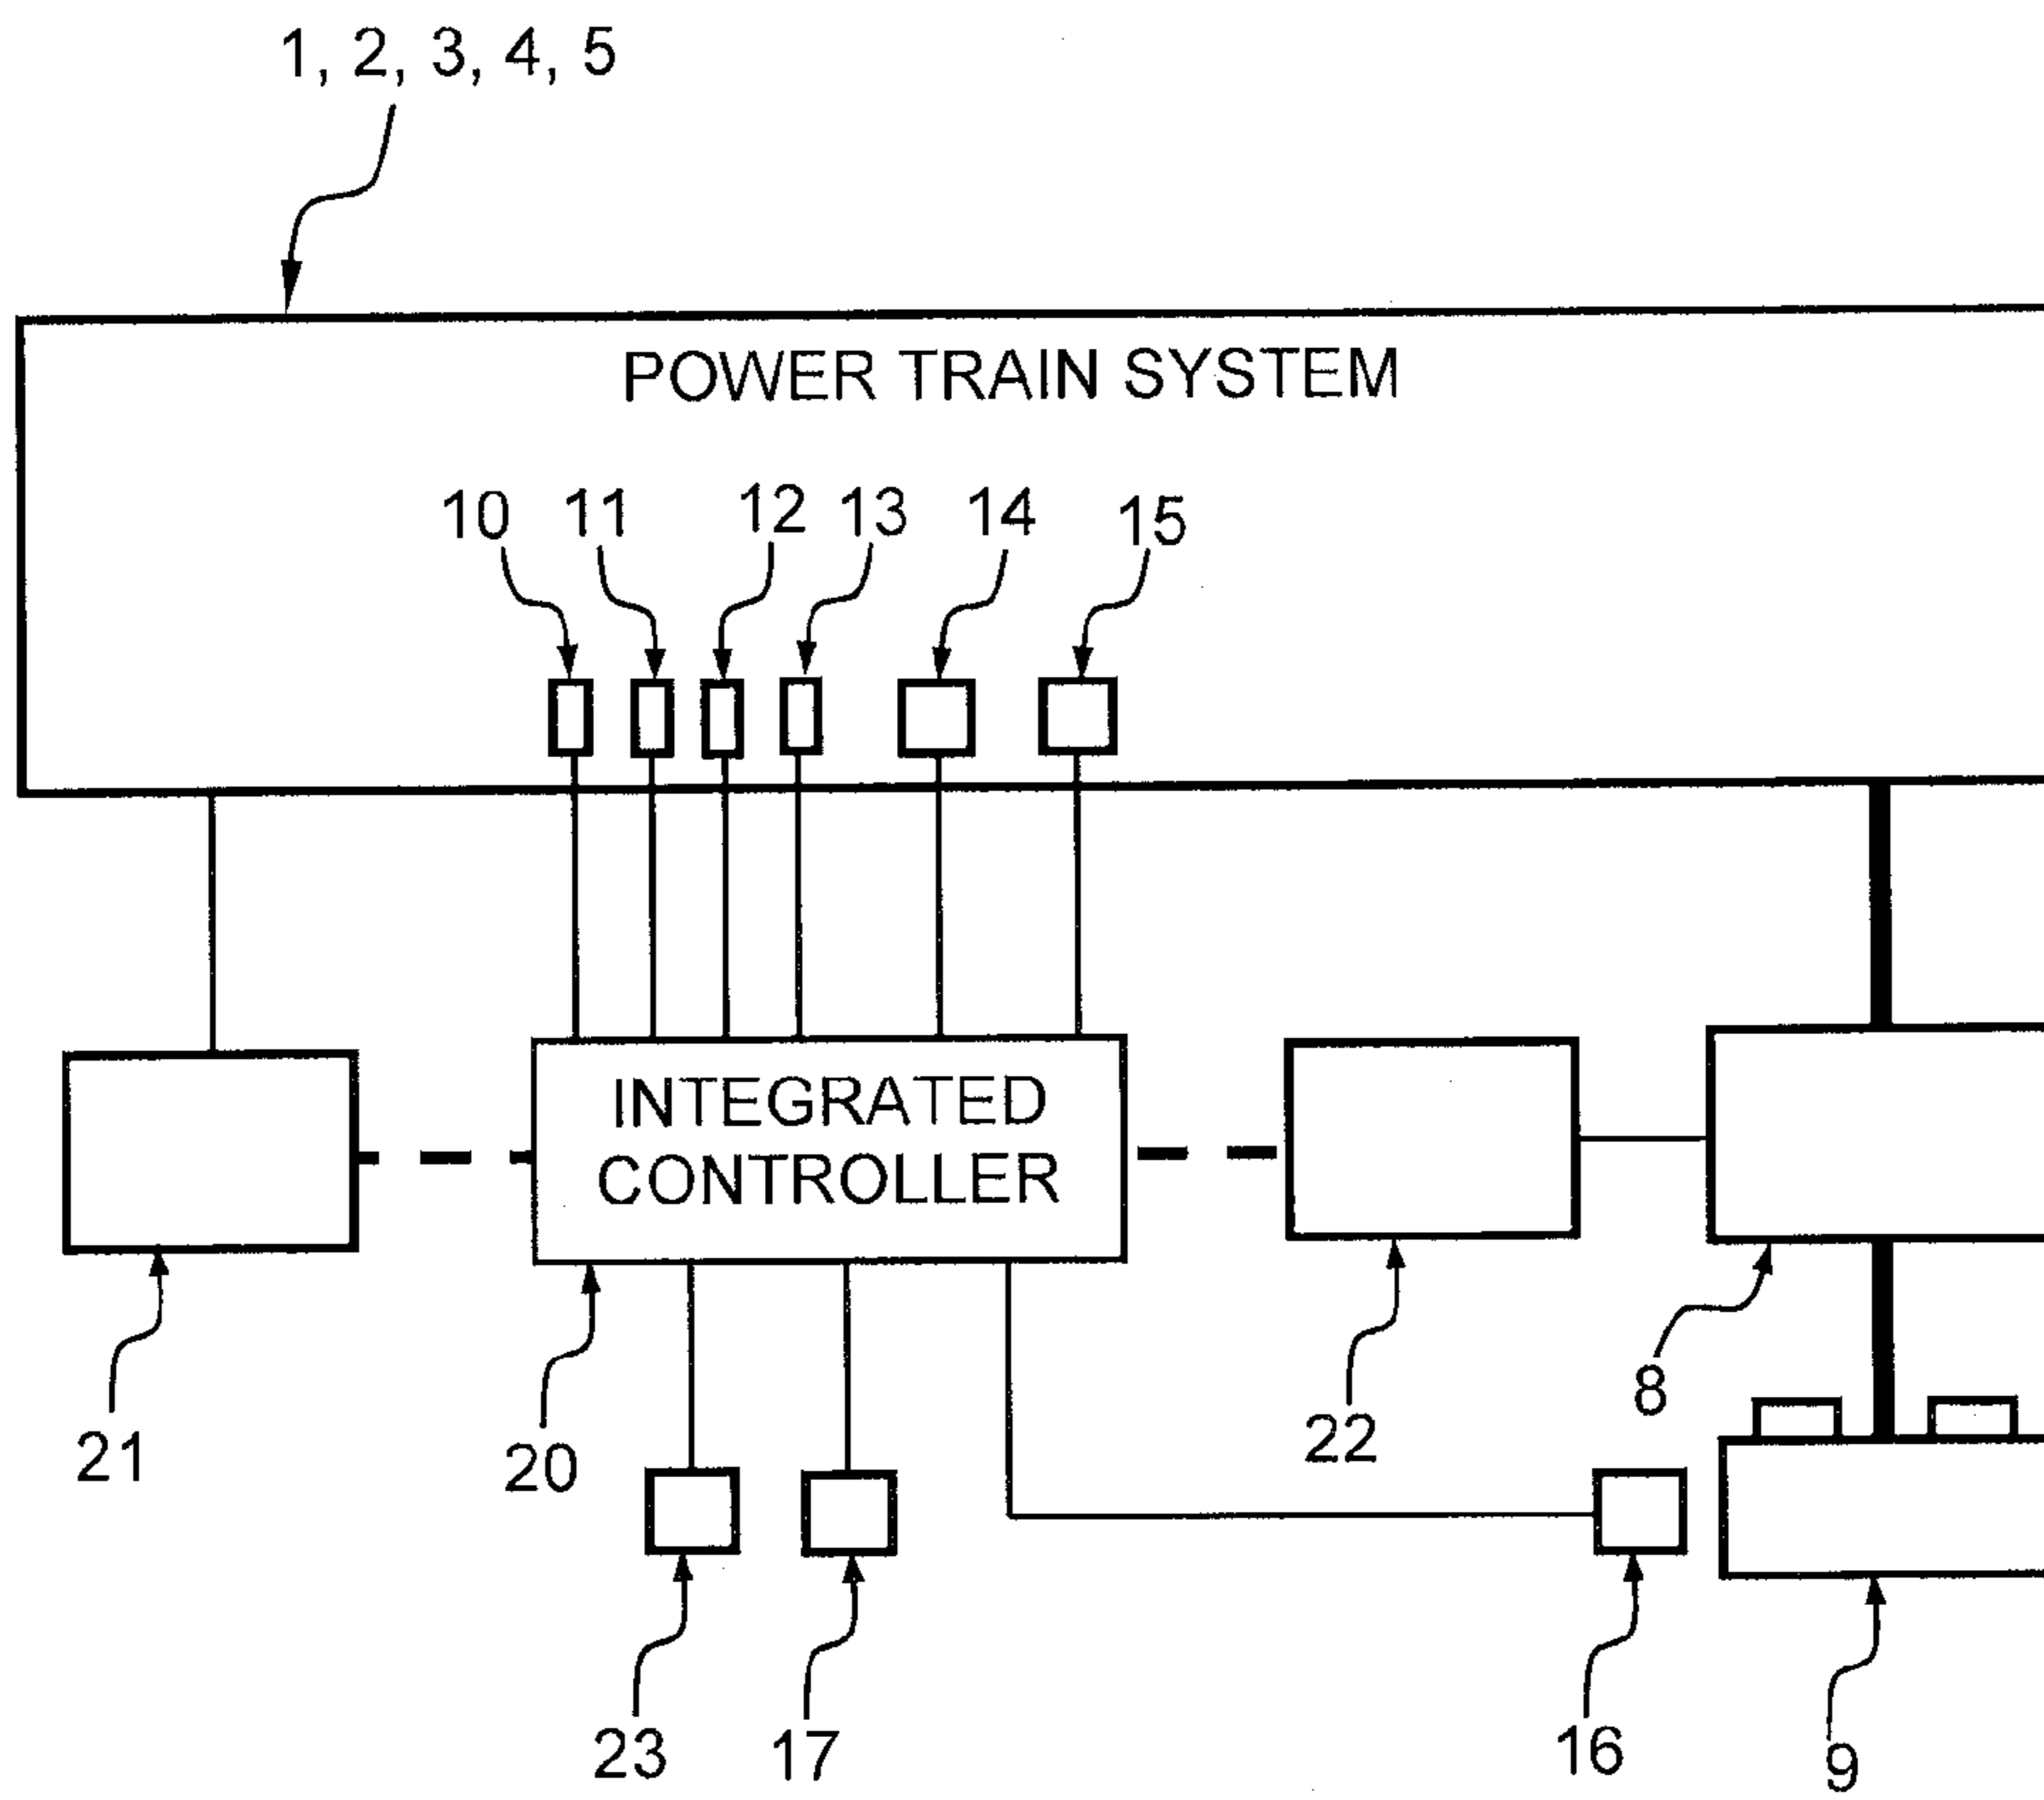 1, 2, 3, 4, 5
POWER TRAIN SYSTEM
10 11 12 13 14 15
INTEGRATED
CONTROLLER
8
21 20 22
23 17 16 9